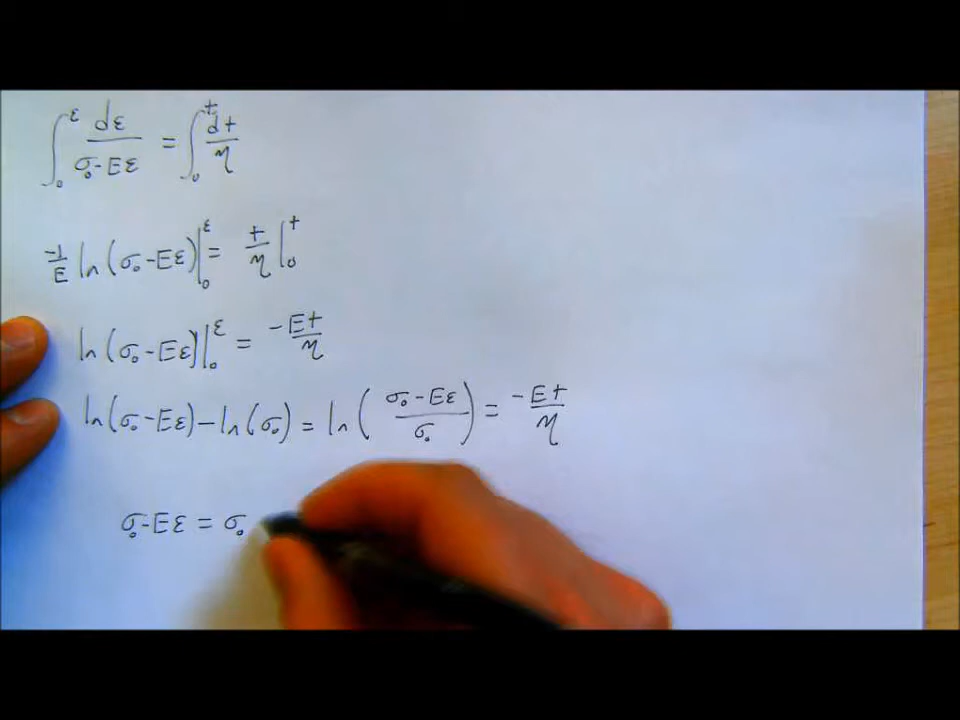 ∫₀^ε dε/(σ₀-Eε) = ∫₀^t dt/η
-1/E ln(σ₀-Eε)|₀^ε = t/η |₀^t
ln(σ₀-Eε)|₀^ε = -Et/η
ln(σ₀-Eε)-ln(σ₀) = ln((σ₀-Eε)/σ₀) = -Et/η
σ₀-Eε = σ₀